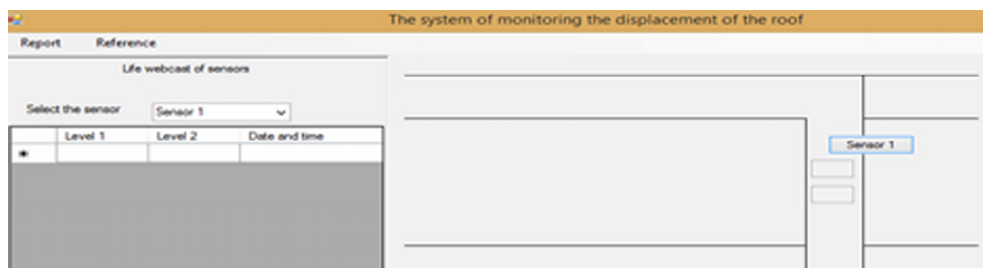 The system of monitoring the displacement of the roof
Report Reference
Life webcast of sensors
Select the sensor Sensor 1
Level 1 Level 2 Date and time
Sensor 1